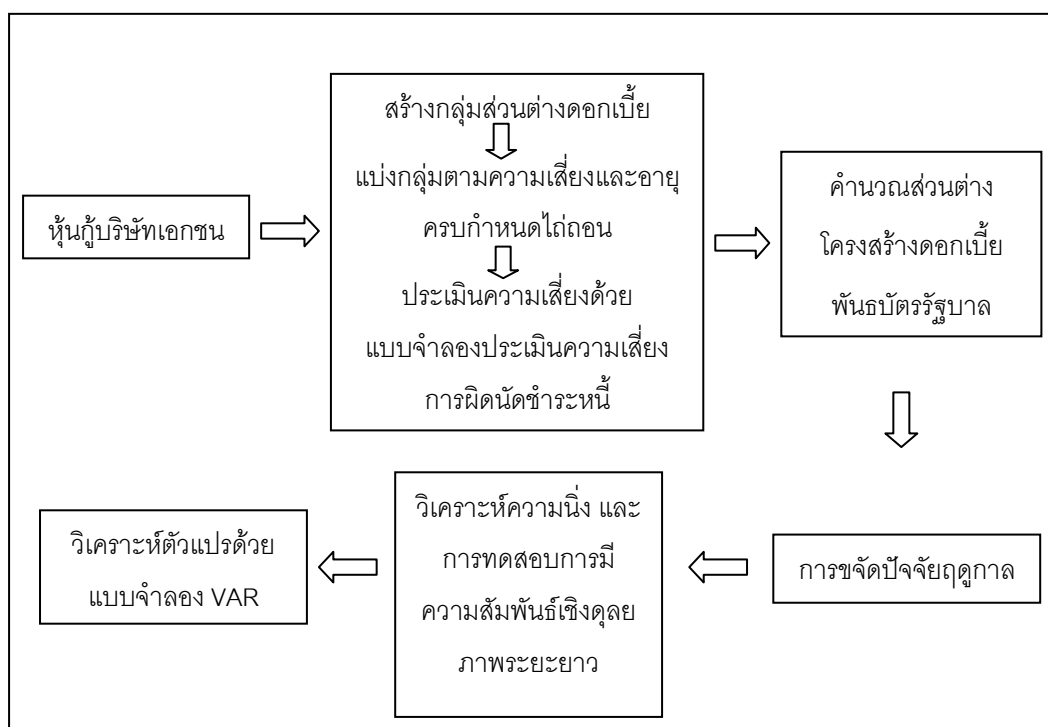 หุ้นกู้บริษัทเอกชน
สร้างกลุ่มส่วนต่างดอกเบี้ย
แบ่งกลุ่มตามความเสี่ยงและอายุ
ครบกำหนดไถ่ถอน
ประเมินความเสี่ยงด้วย
แบบจำลองประเมินความเสี่ยง
การผิดนัดชำระหนี้
คำนวณส่วนต่าง
โครงสร้างดอกเบี้ย
พันธบัตรรัฐบาล
การขจัดปัจจัยฤดูกาล
วิเคราะห์ความนิ่ง และ
การทดสอบการมี
ความสัมพันธ์เชิงดุลย
ภาพระยะยาว
วิเคราะห์ตัวแปรด้วย
แบบจำลอง VAR